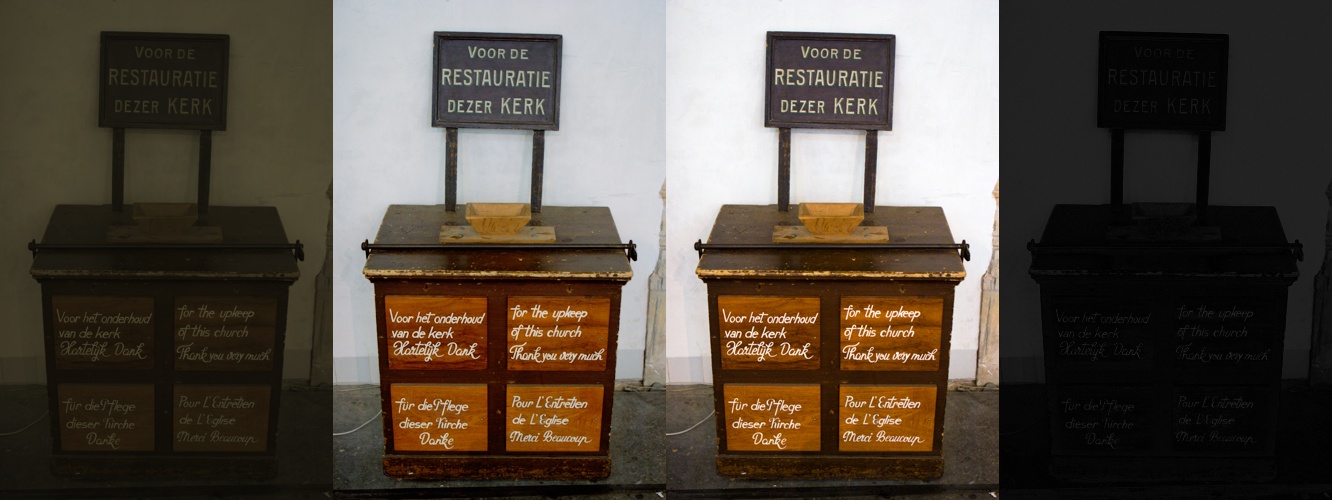 VOOR DE
RESTAURATIE
DEZER KERK
Voor het onderhoud
van de kerk
Hartelijk Dank
for the upkeep
of this church
Thank you very much
für die Pflege
dieser Kirche
Danke
Pour L'Entretien
de L'Eglise
Merci Beaucoup
VOOR DE
RESTAURATIE
DEZER KERK
Voor het onderhoud
van de kerk
Hartelijk Dank
for the upkeep
of this church
Thank you very much
für die Pflege
dieser Kirche
Danke
Pour L'Entretien
de L'Eglise
Merci Beaucoup
VOOR DE
RESTAURATIE
DEZER KERK
Voor het onderhoud
van de kerk
Hartelijk Dank
for the upkeep
of this church
Thank you very much
für die Pflege
dieser Kirche
Danke
Pour L'Entretien
de L'Eglise
Merci Beaucoup
VOOR DE
RESTAURATIE
DEZER KERK
Voor het onderhoud
van de kerk
Hartelijk Dank
for the upkeep
of this church
Thank you very much
für die Pflege
dieser Kirche
Danke
Pour L'Entretien
de L'Eglise
Merci Beaucoup